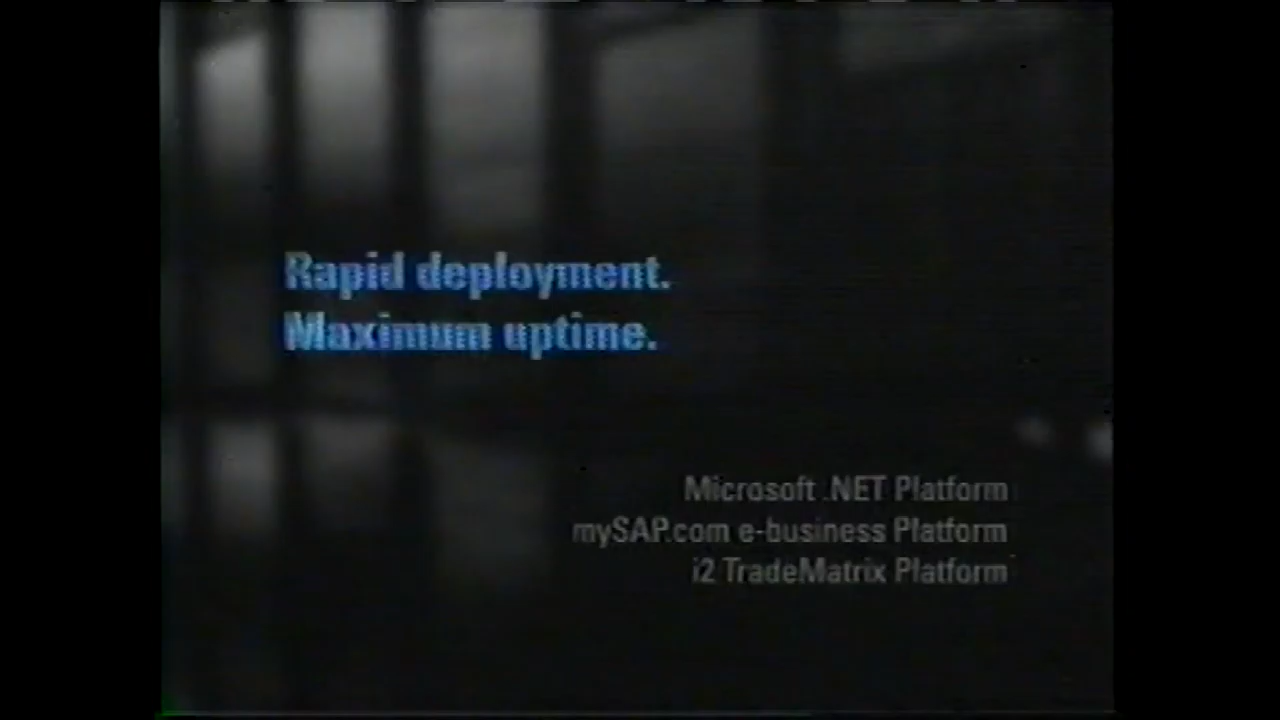 Rapid deployment.
Maximum uptime.
Microsoft .NET Platform
mySAP.com e-business Platform
i2 TradeMatrix Platform